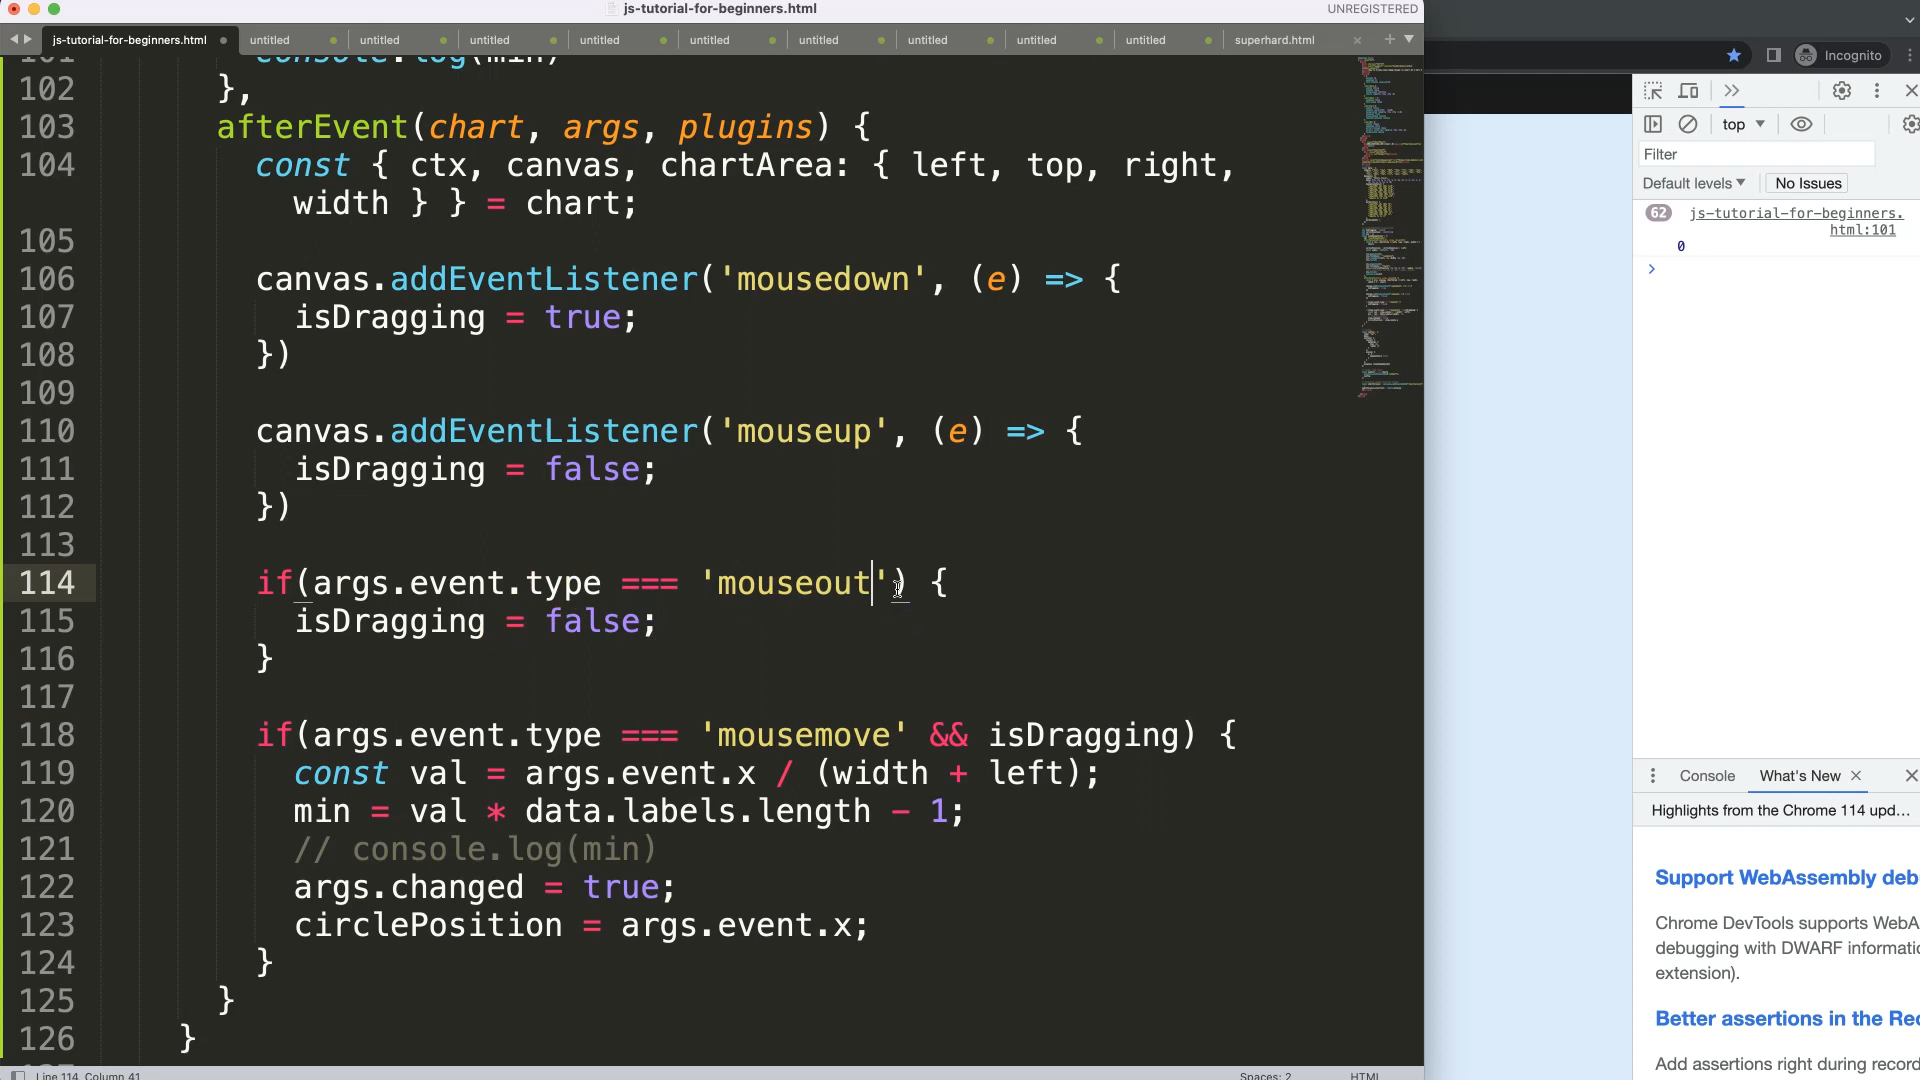 js-tutorial-for-beginners.html
UNREGISTERED
js-tutorial-for-beginners.html untitled untitled untitled untitled untitled untitled untitled untitled untitled superhard.html
Incognito
101 console.log(min)
102 },
103 afterEvent(chart, args, plugins) {
104 const { ctx, canvas, chartArea: { left, top, right,
width } } = chart;
105
106 canvas.addEventListener('mousedown', (e) => {
107 isDragging = true;
108 })
109
110 canvas.addEventListener('mouseup', (e) => {
111 isDragging = false;
112 })
113
114 if(args.event.type === 'mouseout') {
115 isDragging = false;
116 }
117
118 if(args.event.type === 'mousemove' && isDragging) {
119 const val = args.event.x / (width + left);
120 min = val * data.labels.length - 1;
121 // console.log(min)
122 args.changed = true;
123 circlePosition = args.event.x;
124 }
125 }
126 }
Line 114, Column 41
Spaces: 2
HTML
top
Filter
Default levels No Issues
62 js-tutorial-for-beginners.
html:101
0
Console What's New
Highlights from the Chrome 114 upd...
Support WebAssembly deb
Chrome DevTools supports WebA
debugging with DWARF informatio
extension).
Better assertions in the Rec
Add assertions right during record